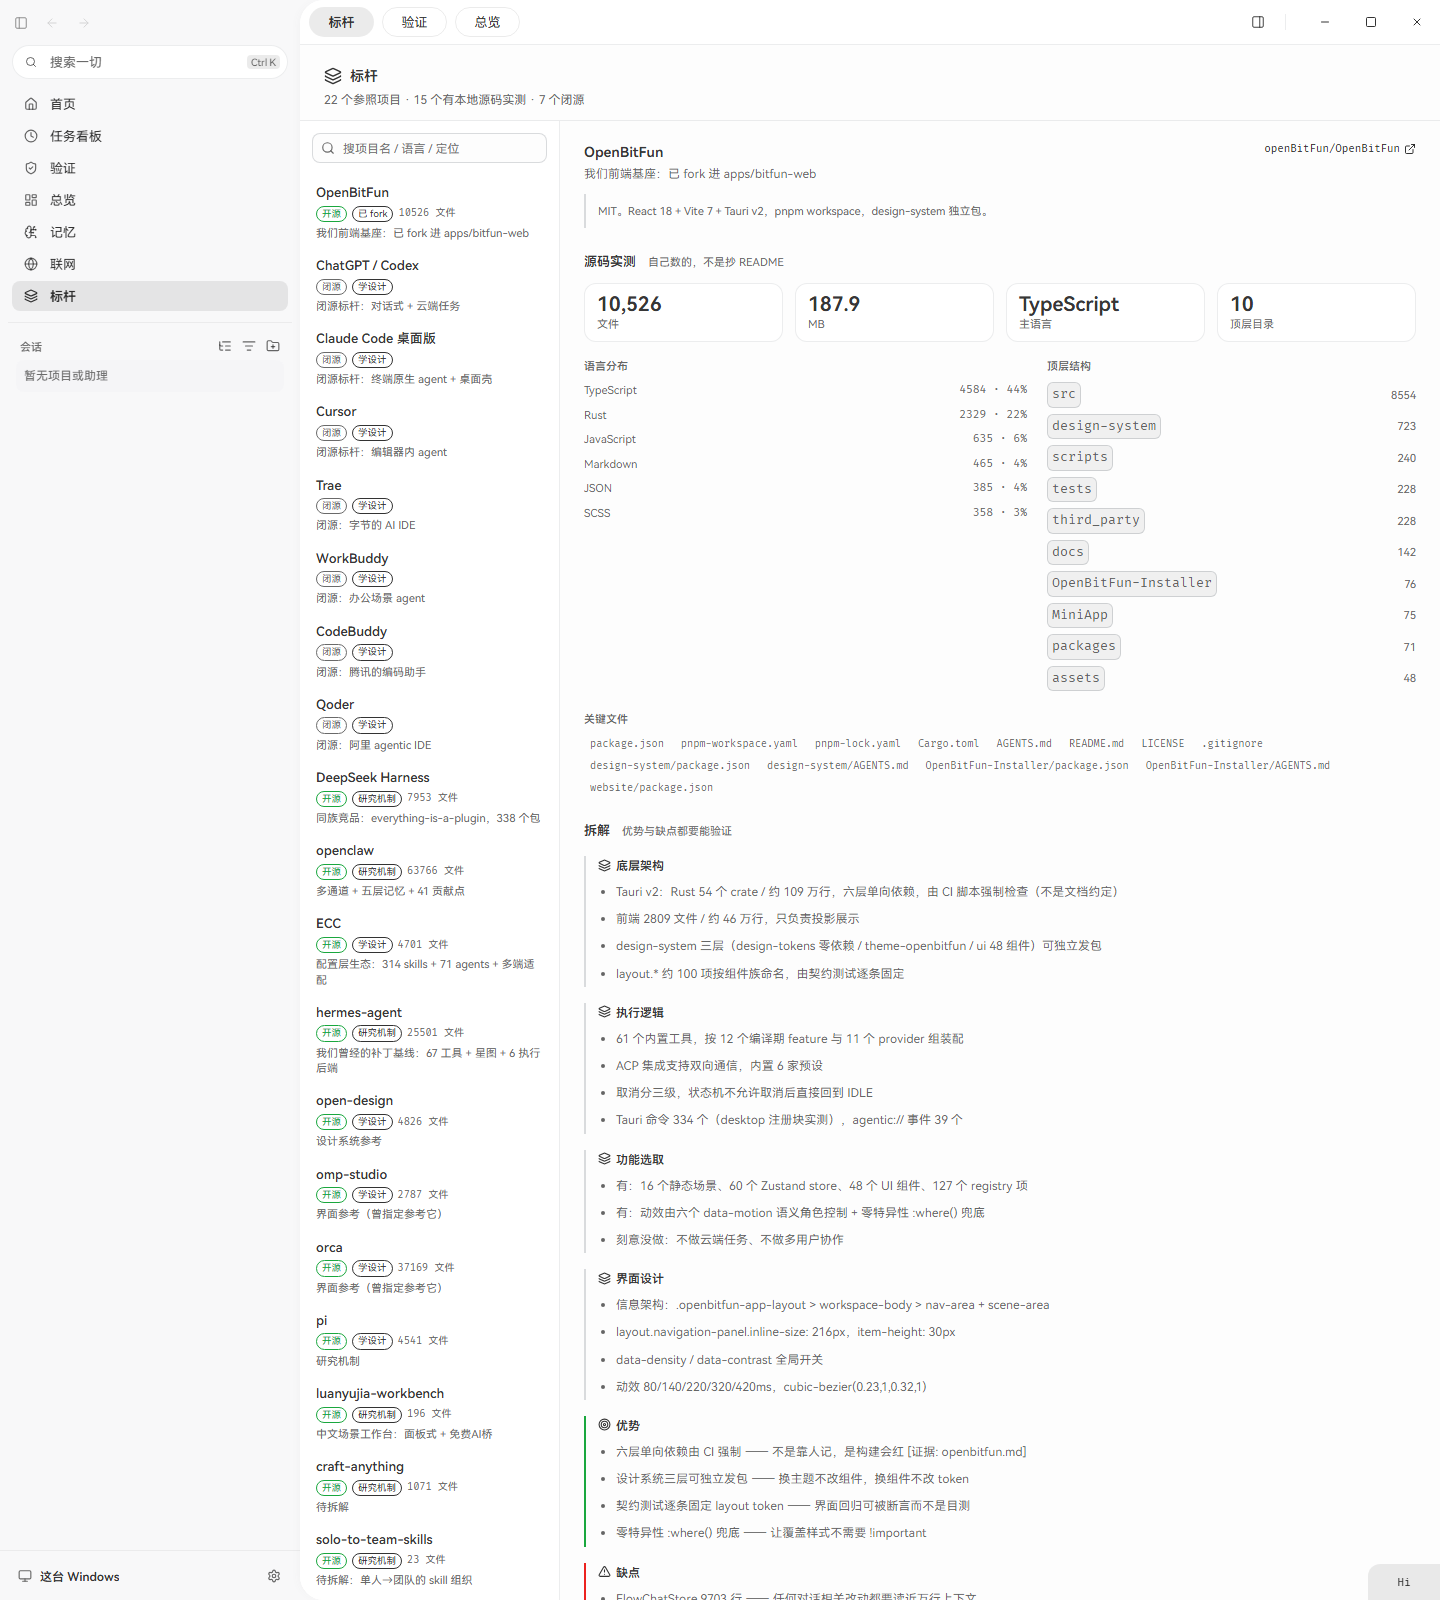 搜索一切
Ctrl K
首页
任务看板
验证
总览
记忆
联网
标杆
会话
暂无项目或助理
这台 Windows
标杆
验证
总览
标杆
22 个参照项目 · 15 个有本地源码实测 · 7 个闭源
搜项目名 / 语言 / 定位
OpenBitFun
开源 已 fork 10526 文件
我们前端基座：已 fork 进 apps/bitfun-web
ChatGPT / Codex
闭源 学设计
闭源标杆：对话式 + 云端任务
Claude Code 桌面版
闭源 学设计
闭源标杆：终端原生 agent + 桌面壳
Cursor
闭源 学设计
闭源标杆：编辑器内 agent
Trae
闭源 学设计
闭源：字节的 AI IDE
WorkBuddy
闭源 学设计
闭源：办公场景 agent
CodeBuddy
闭源 学设计
闭源：腾讯的编码助手
Qoder
闭源 学设计
闭源：阿里 agentic IDE
DeepSeek Harness
开源 研究机制 7953 文件
同族竞品：everything-is-a-plugin，338 个包
openclaw
开源 研究机制 63766 文件
多通道 + 五层记忆 + 41 贡献点
ECC
开源 学设计 4701 文件
配置层生态：314 skills + 71 agents + 多端适
配
hermes-agent
开源 研究机制 25501 文件
我们曾经的补丁基线：67 工具 + 星图 + 6 执行
后端
open-design
开源 学设计 4826 文件
设计系统参考
omp-studio
开源 学设计 2787 文件
界面参考（曾指定参考它）
orca
开源 学设计 37169 文件
界面参考（曾指定参考它）
pi
开源 学设计 4541 文件
研究机制
luanyujia-workbench
开源 研究机制 196 文件
中文场景工作台：面板式 + 免费AI桥
craft-anything
开源 研究机制 1071 文件
待拆解
solo-to-team-skills
开源 研究机制 23 文件
待拆解：单人→团队的 skill 组织
OpenBitFun
openBitFun/OpenBitFun
我们前端基座：已 fork 进 apps/bitfun-web
MIT。React 18 + Vite 7 + Tauri v2，pnpm workspace，design-system 独立包。
源码实测 自己数的，不是抄 README
10,526
文件
187.9
MB
TypeScript
主语言
10
顶层目录
语言分布
TypeScript 4584 · 44%
Rust 2329 · 22%
JavaScript 635 · 6%
Markdown 465 · 4%
JSON 385 · 4%
SCSS 358 · 3%
顶层结构
src 8554
design-system 723
scripts 240
tests 228
third_party 228
docs 142
OpenBitFun-Installer 76
MiniApp 75
packages 71
assets 48
关键文件
package.json pnpm-workspace.yaml pnpm-lock.yaml Cargo.toml AGENTS.md README.md LICENSE .gitignore
design-system/package.json design-system/AGENTS.md OpenBitFun-Installer/package.json OpenBitFun-Installer/AGENTS.md
website/package.json
拆解 优势与缺点都要能验证
底层架构
• Tauri v2：Rust 54 个 crate / 约 109 万行，六层单向依赖，由 CI 脚本强制检查（不是文档约定）
• 前端 2809 文件 / 约 46 万行，只负责投影展示
• design-system 三层（design-tokens 零依赖 / theme-openbitfun / ui 48 组件）可独立发包
• layout.* 约 100 项按组件族命名，由契约测试逐条固定
执行逻辑
• 61 个内置工具，按 12 个编译期 feature 与 11 个 provider 组装配
• ACP 集成支持双向通信，内置 6 家预设
• 取消分三级，状态机不允许取消后直接回到 IDLE
• Tauri 命令 334 个（desktop 注册块实测），agentic:// 事件 39 个
功能选取
• 有：16 个静态场景、60 个 Zustand store、48 个 UI 组件、127 个 registry 项
• 有：动效由六个 data-motion 语义角色控制 + 零特异性 :where() 兜底
• 刻意没做：不做云端任务、不做多用户协作
界面设计
• 信息架构：.openbitfun-app-layout > workspace-body > nav-area + scene-area
• layout.navigation-panel.inline-size: 216px，item-height: 30px
• data-density / data-contrast 全局开关
• 动效 80/140/220/320/420ms，cubic-bezier(0.23,1,0.32,1)
优势
• 六层单向依赖由 CI 强制 —— 不是靠人记，是构建会红 [证据: openbitfun.md]
• 设计系统三层可独立发包 —— 换主题不改组件，换组件不改 token
• 契约测试逐条固定 layout token —— 界面回归可被断言而不是目测
• 零特异性 :where() 兜底 —— 让覆盖样式不需要 !important
缺点
• FlowChatStore 9703 行 —— 任何对话相关改动都要读近万行上下文
Hi